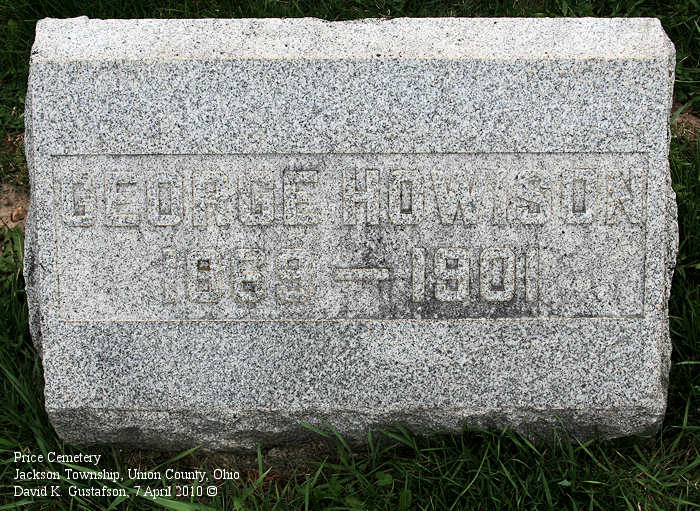 GEORGE HOWISON
1839 — 1901
Price Cemetery
Jackson Township, Union County, Ohio
David K. Gustafson, 7 April 2010 ©